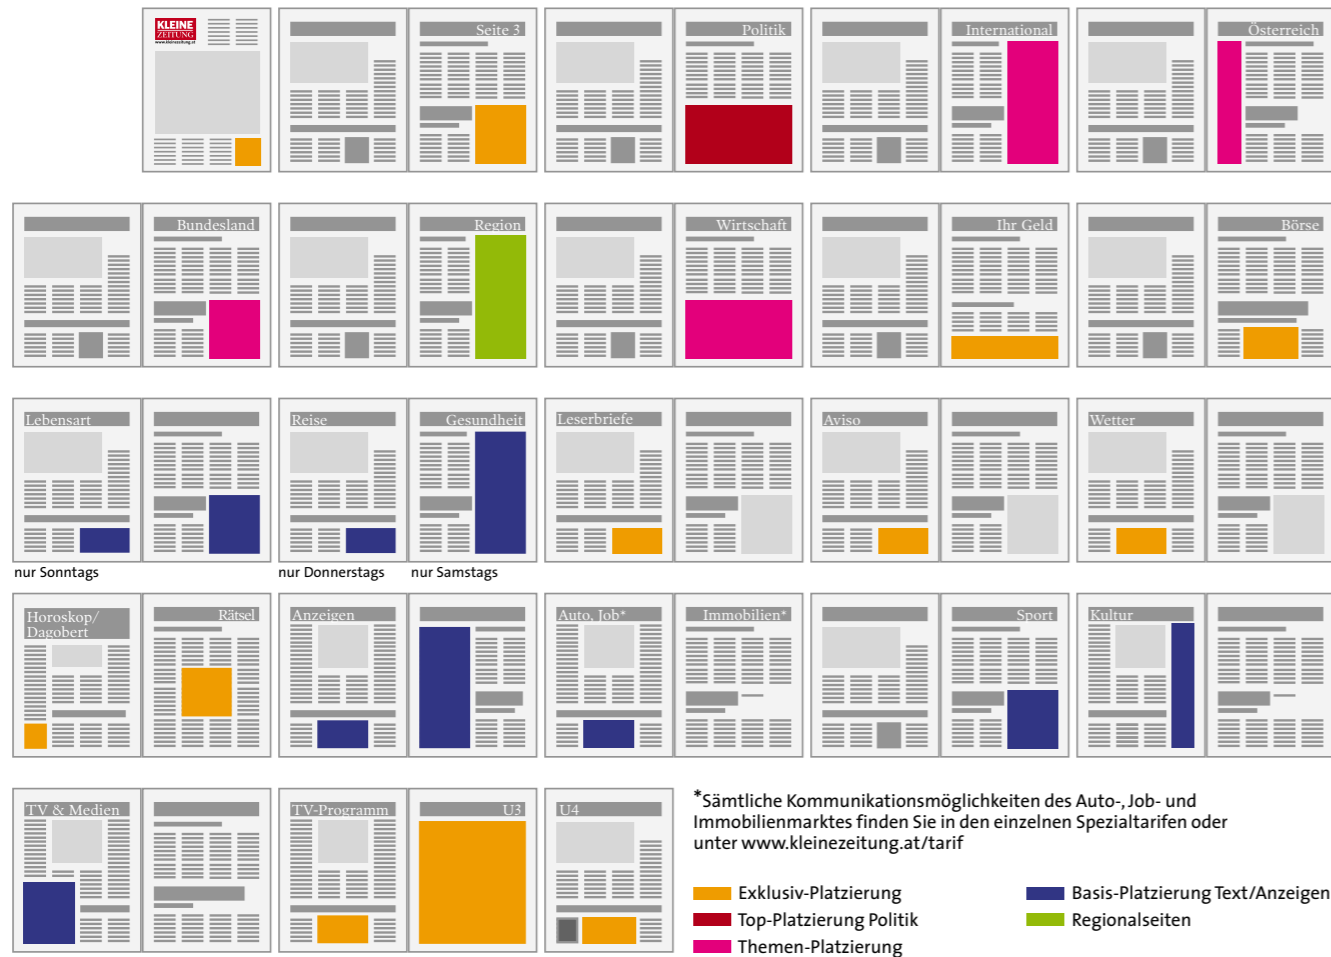 KLEINE
ZEITUNG
www.kleinezeitung.at
Seite 3
Politik
International
Österreich
Bundesland
Region
Wirtschaft
Ihr Geld
Börse
Lebensart
Reise
Gesundheit
Leserbriefe
Aviso
Wetter
nur Sonntags
nur Donnerstags
nur Samstags
Horoskop/
Dagobert
Rätsel
Anzeigen
Auto, Job*
Immobilien*
Sport
Kultur
TV & Medien
TV-Programm
U3
U4
*Sämtliche Kommunikationsmöglichkeiten des Auto-, Job- und
Immobilienmarktes finden Sie in den einzelnen Spezialtarifen oder
unter www.kleinezeitung.at/tarif
Exklusiv-Platzierung
Basis-Platzierung Text/Anzeigen
Top-Platzierung Politik
Regionalseiten
Themen-Platzierung